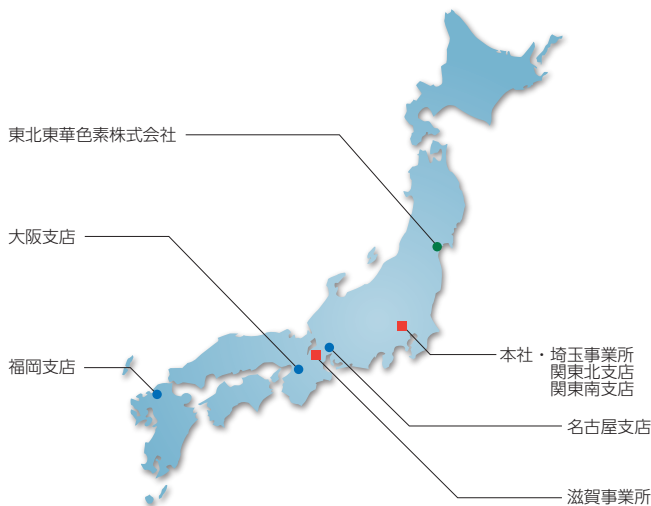 東北東華色素株式会社
大阪支店
福岡支店
本社・埼玉事業所
関東北支店
関東南支店
名古屋支店
滋賀事業所